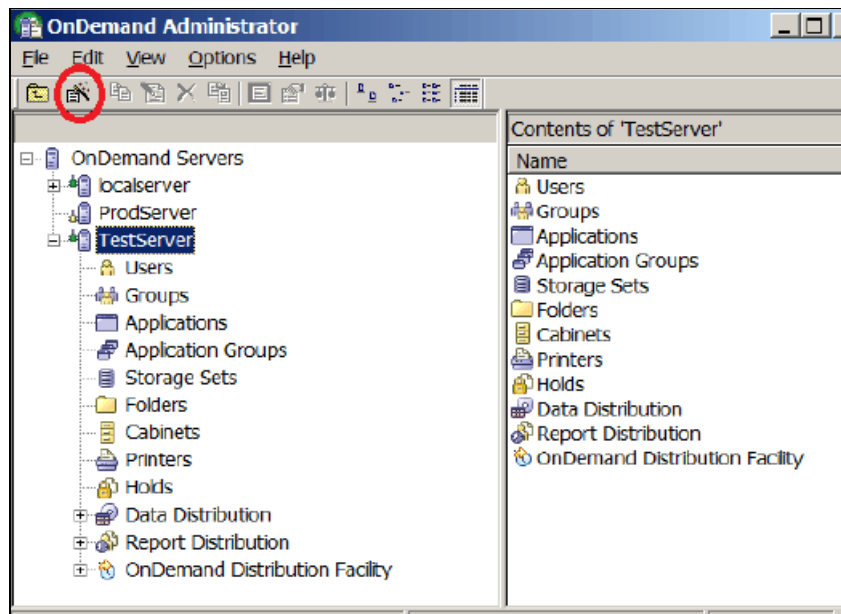 OnDemand Administrator
File Edit View Options Help
Contents of 'TestServer'
Name
OnDemand Servers
localserver
ProdServer
TestServer
Users
Groups
Applications
Application Groups
Storage Sets
Folders
Cabinets
Printers
Holds
Data Distribution
Report Distribution
OnDemand Distribution Facility
Users
Groups
Applications
Application Groups
Storage Sets
Folders
Cabinets
Printers
Holds
Data Distribution
Report Distribution
OnDemand Distribution Facility